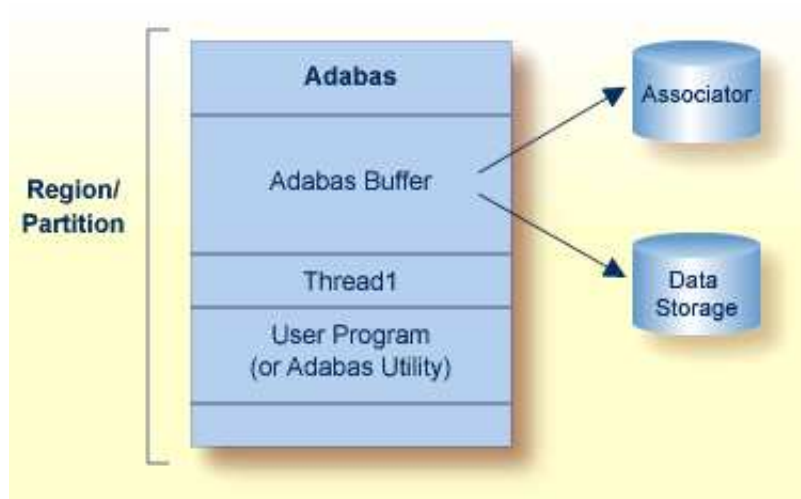 Adabas
Adabas Buffer
Thread1
User Program
(or Adabas Utility)
Region/
Partition
Associator
Data
Storage